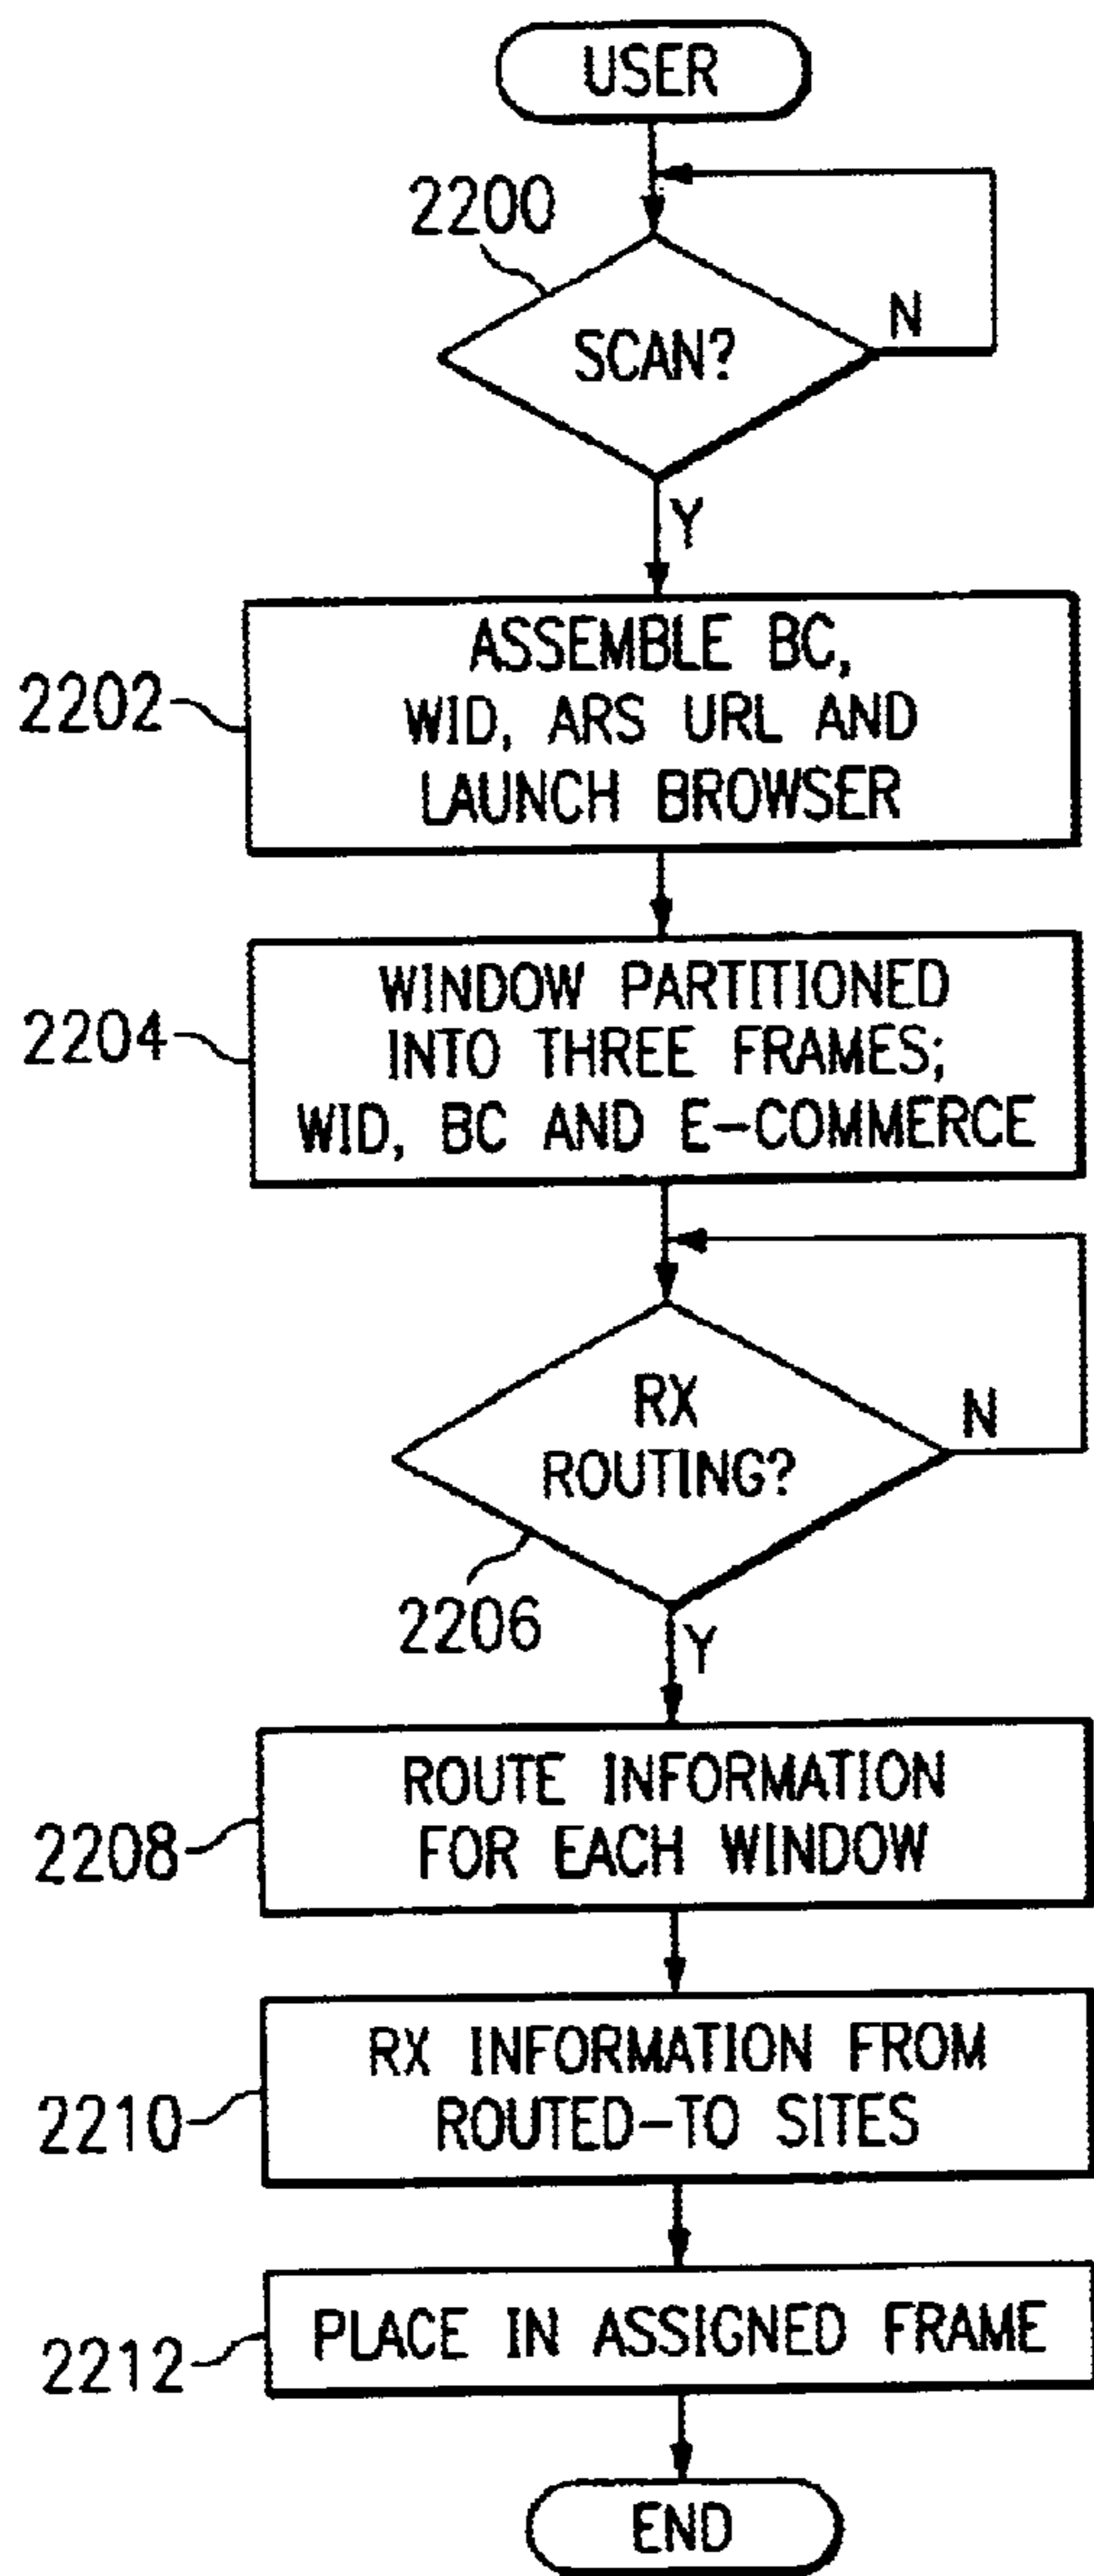 USER
2200
SCAN?
N
Y
2202
ASSEMBLE BC,
WID, ARS URL AND
LAUNCH BROWSER
2204
WINDOW PARTITIONED
INTO THREE FRAMES;
WID, BC AND E-COMMERCE
RX
ROUTING?
N
2206
Y
2208
ROUTE INFORMATION
FOR EACH WINDOW
2210
RX INFORMATION FROM
ROUTED-TO SITES
2212
PLACE IN ASSIGNED FRAME
END